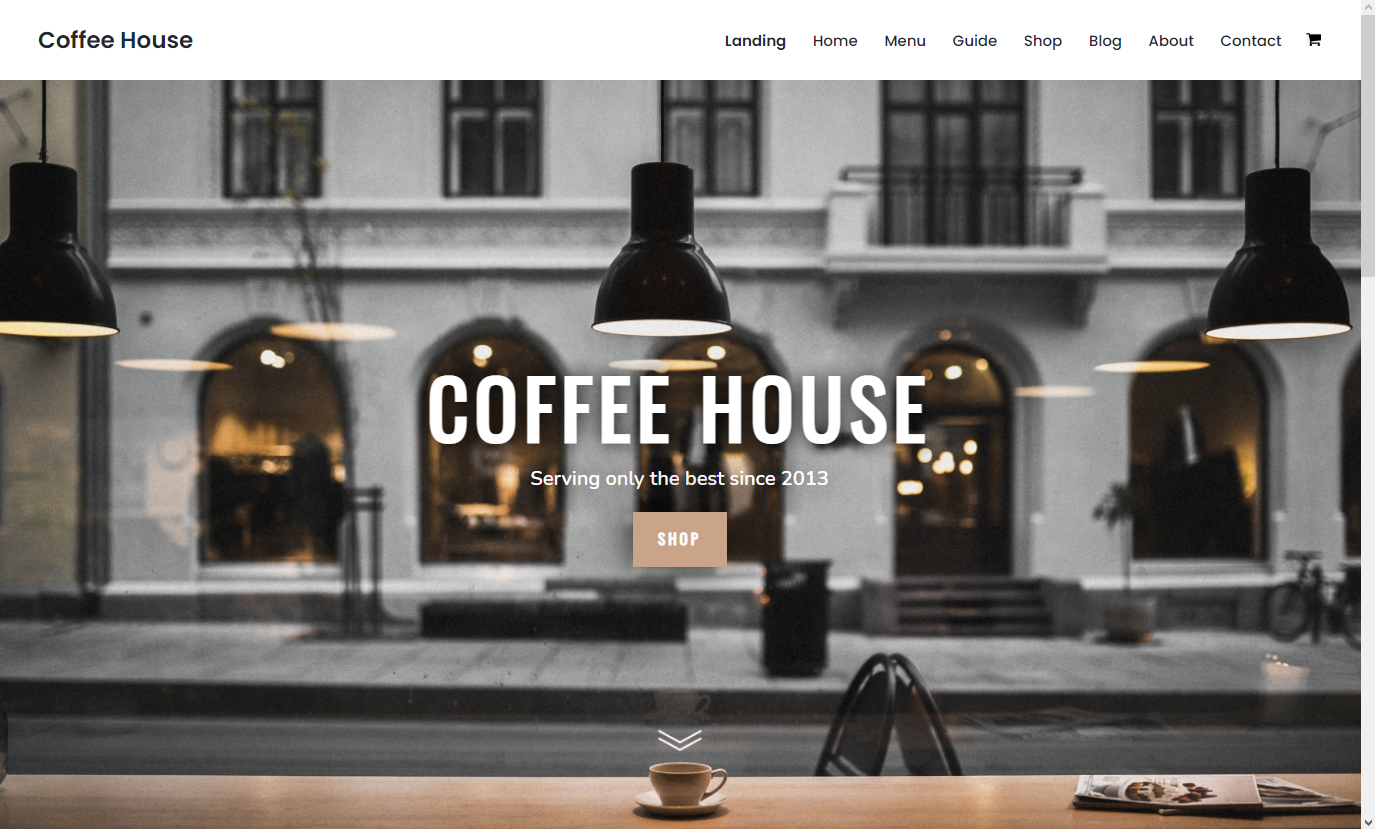 Coffee House
Landing Home Menu Guide Shop Blog About Contact
COFFEE HOUSE
Serving only the best since 2013
SHOP